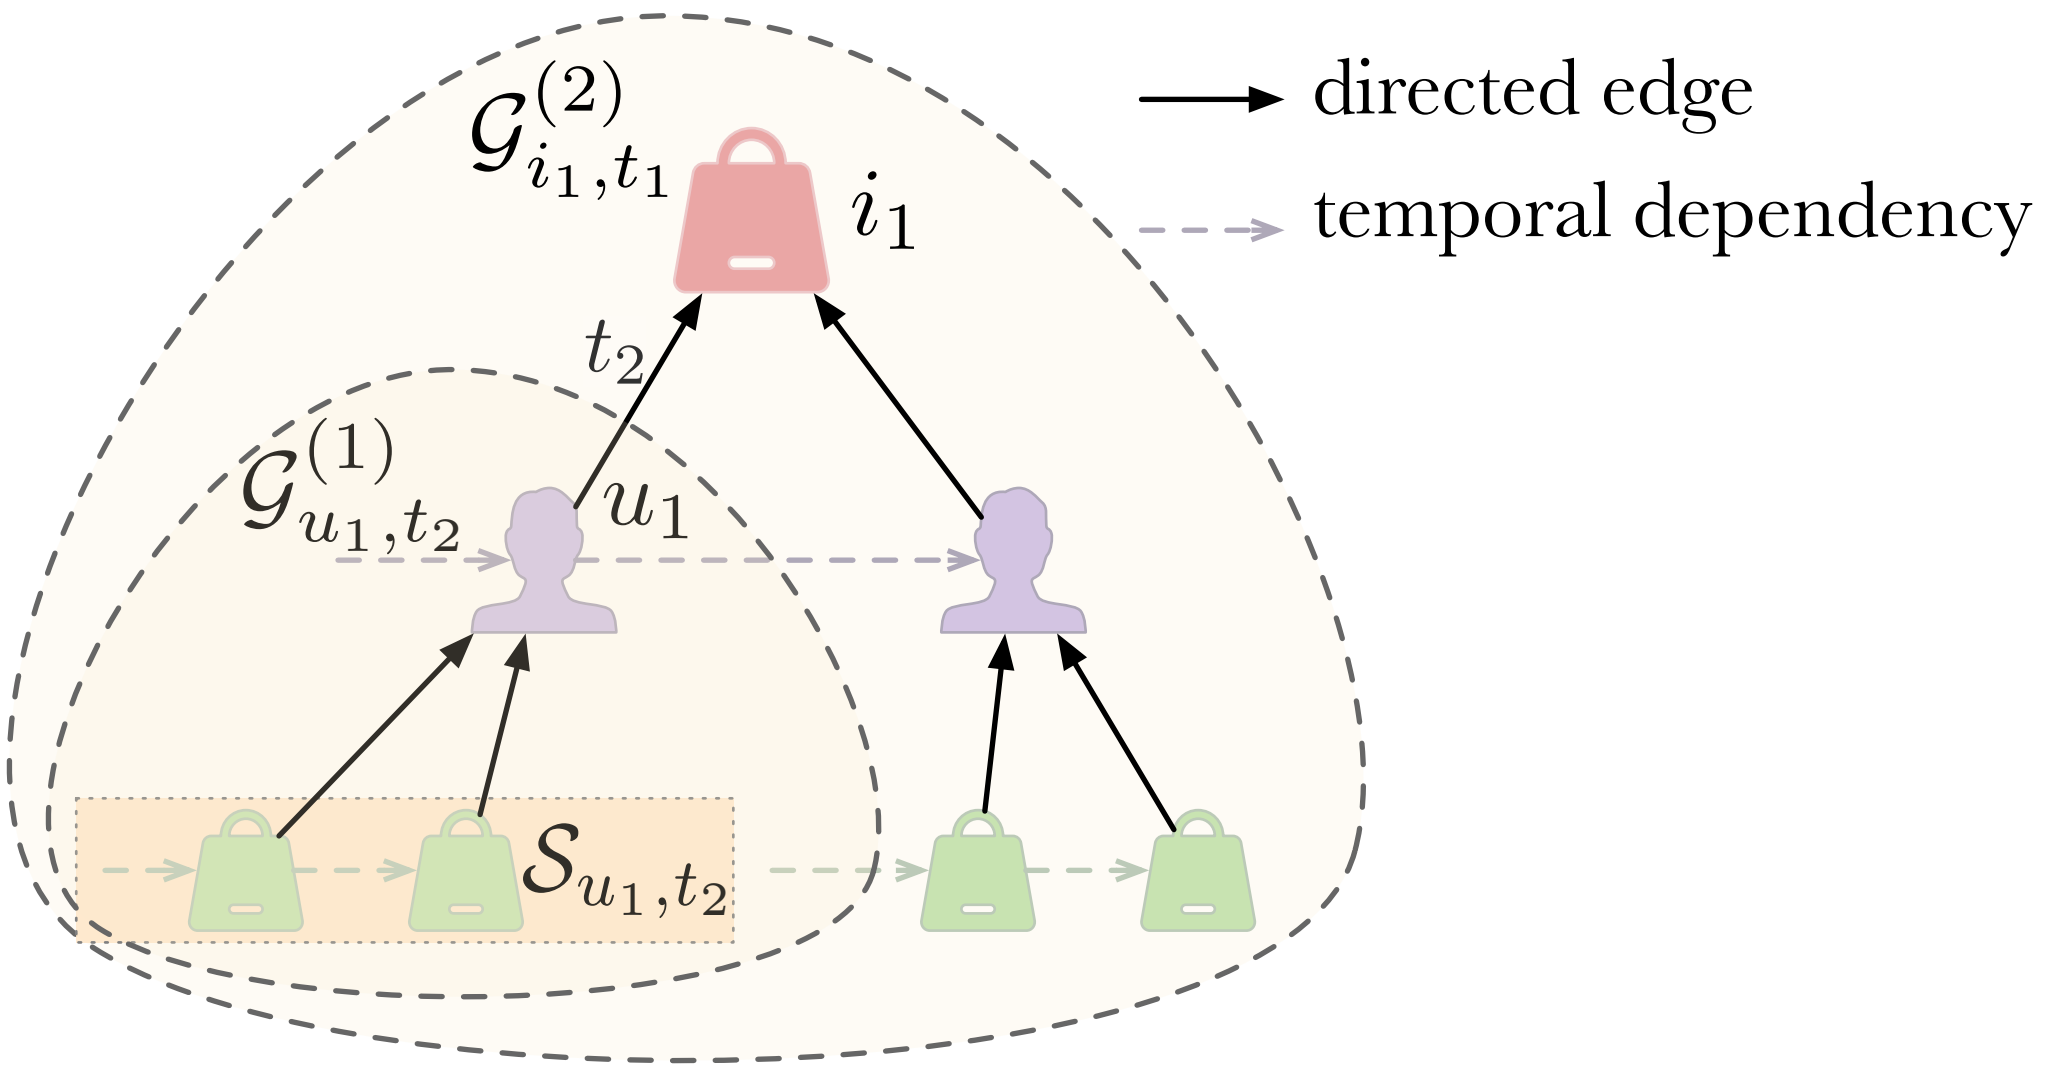 directed edge
temporal dependency
𝒢^{(2)}_{i_1,t_1}
i_1
t_2
𝒢^{(1)}_{u_1,t_2}
u_1
𝒮_{u_1,t_2}